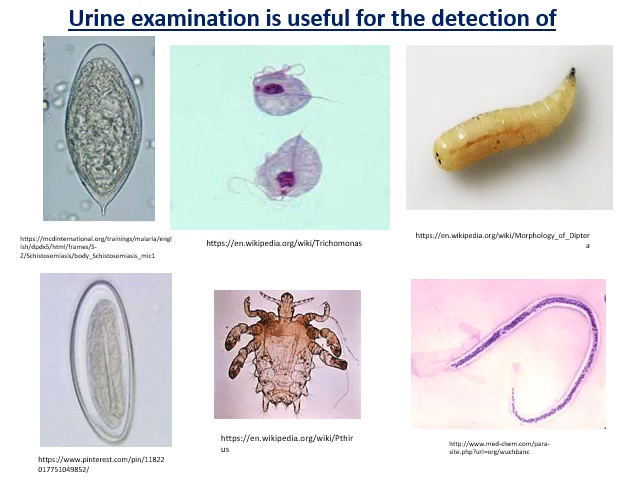 Urine examination is useful for the detection of
https://mcdinternational.org/trainings/malaria/engl
ish/dpdx5/html/frames/S-
Z/Schistosomiasis/body_Schistosomiasis_mic1
https://en.wikipedia.org/wiki/Trichomonas
https://en.wikipedia.org/wiki/Morphology_of_Dipter
a
https://www.pinterest.com/pin/11822
017751049852/
https://en.wikipedia.org/wiki/Pthir
us
http://www.med-chem.com/para-
site.php?url=org/wuchbanc